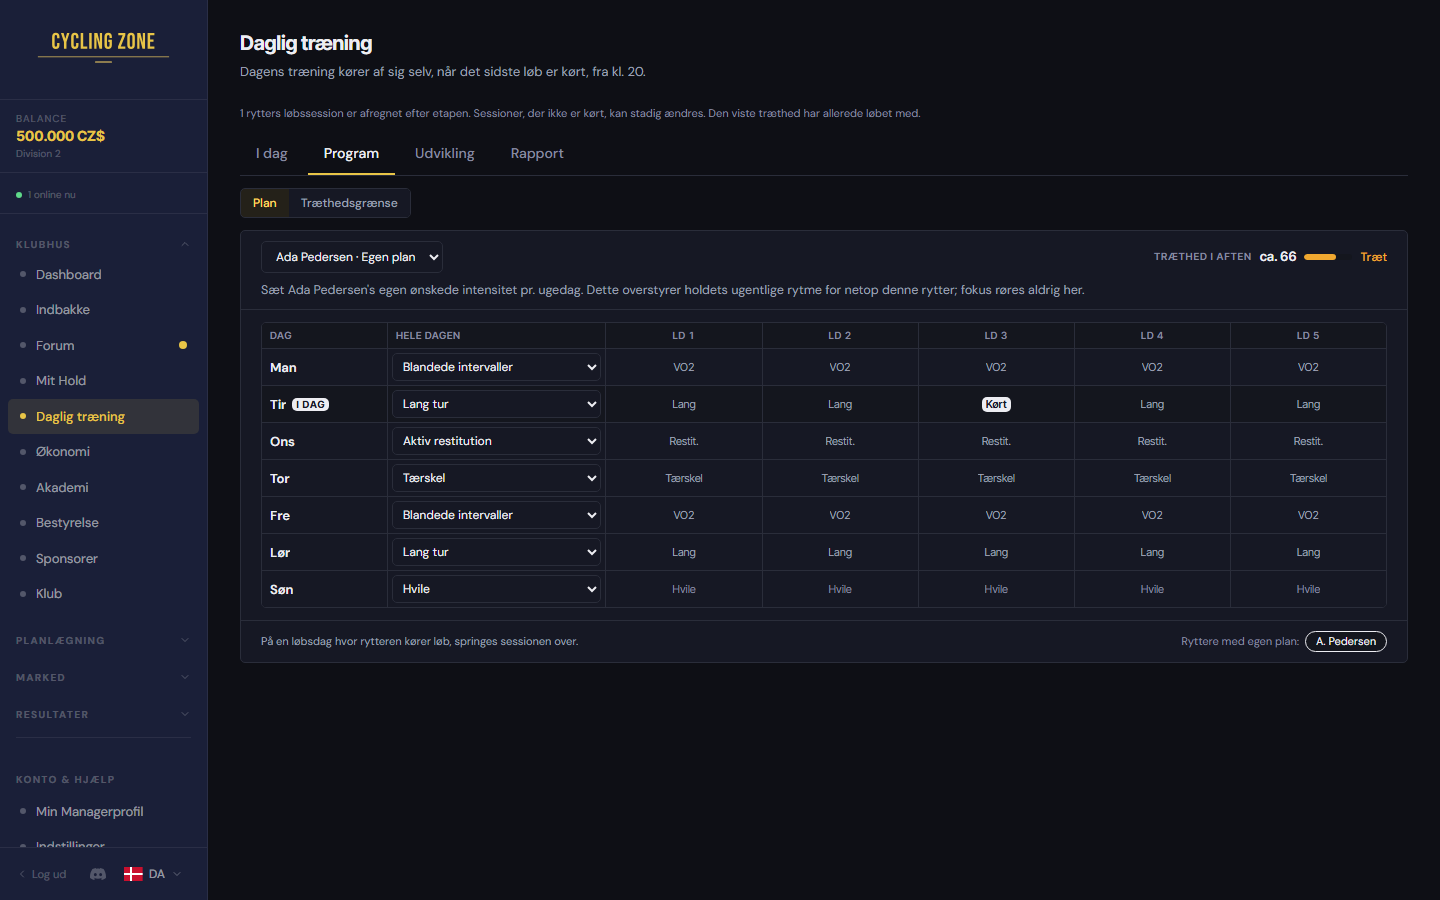 CYCLING ZONE
BALANCE
500.000 CZ$
Division 2
1 online nu
KLUBHUS
Dashboard
Indbakke
Forum
Mit Hold
Daglig træning
Økonomi
Akademi
Bestyrelse
Sponsorer
Klub
PLANLÆGNING
MARKED
RESULTATER
KONTO & HJÆLP
Min Managerprofil
Indstillinger
Log ud
DA
Daglig træning
Dagens træning kører af sig selv, når det sidste løb er kørt, fra kl. 20.
1 rytters løbssession er afregnet efter etapen. Sessioner, der ikke er kørt, kan stadig ændres. Den viste træthed har allerede løbet med.
I dag Program Udvikling Rapport
Plan Træthedsgrænse
Ada Pedersen · Egen plan TRÆTHED I AFTEN ca. 66 Træt
Sæt Ada Pedersen's egen ønskede intensitet pr. ugedag. Dette overstyrer holdets ugentlige rytme for netop denne rytter; fokus røres aldrig her.
DAG HELE DAGEN LD 1 LD 2 LD 3 LD 4 LD 5
Man Blandede intervaller VO2 VO2 VO2 VO2 VO2
Tir I DAG Lang tur Lang Lang Kørt Lang Lang
Ons Aktiv restitution Restit. Restit. Restit. Restit. Restit.
Tor Tærskel Tærskel Tærskel Tærskel Tærskel Tærskel
Fre Blandede intervaller VO2 VO2 VO2 VO2 VO2
Lør Lang tur Lang Lang Lang Lang Lang
Søn Hvile Hvile Hvile Hvile Hvile Hvile
På en løbsdag hvor rytteren kører løb, springes sessionen over. Ryttere med egen plan: A. Pedersen